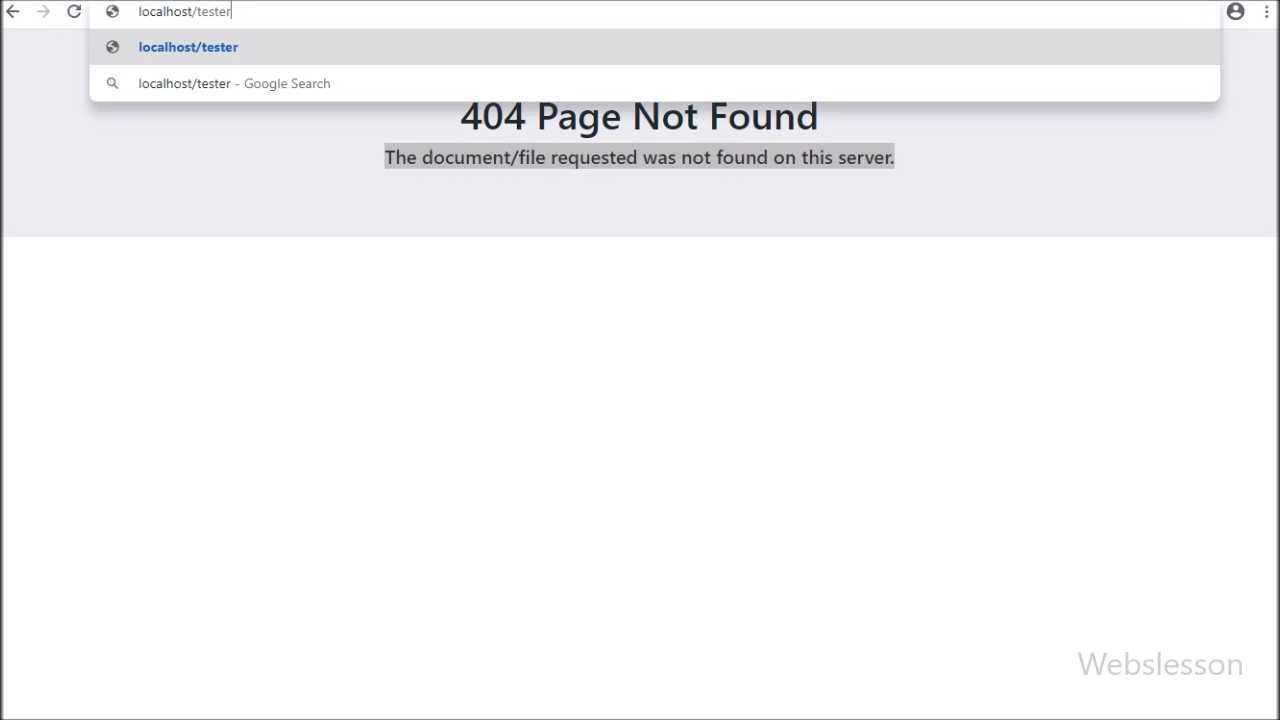 localhost/tester
localhost/tester
localhost/tester - Google Search
404 Page Not Found
The document/file requested was not found on this server.
Webslesson